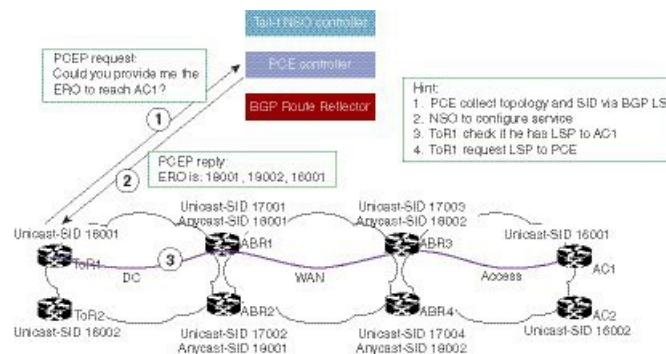 Tail-f NSO controller
PCEP request:
Could you provide me the
ERO to reach AC1?
PCE controller
BGP Route Reflector
1
Hint:
1. PCE collect topology and SID via BGP LS
2. NSO to configure service
3. ToR1 check if he has LSP to AC1
4. ToR1 request LSP to PCE
2
PCEP reply:
ERO is: 18001, 18002, 16001
Unicast-SID 17001
Anycast-SID 18001
Unicast-SID 17003
Anycast-SID 18002
Unicast-SID 16001
Unicast-SID 16001
ToR1
3
ABR1
ABR3
AC1
DC
WAN
Access
ToR2
ABR2
ABR4
AC2
Unicast-SID 16002
Unicast-SID 17002
Anycast-SID 18001
Unicast-SID 17004
Anycast-SID 18002
Unicast-SID 16002